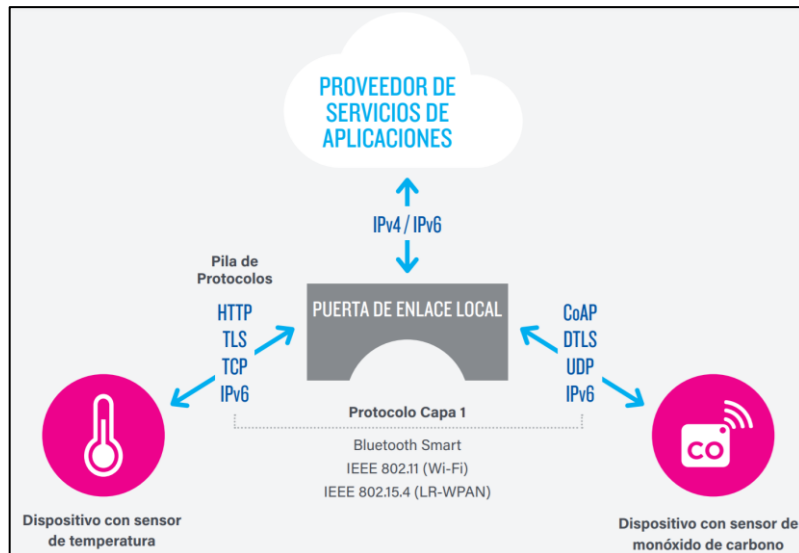 PROVEEDOR DE
SERVICIOS DE
APLICACIONES
IPv4 / IPv6
Pila de
Protocolos
HTTP
TLS
TCP
IPv6
PUERTA DE ENLACE LOCAL
CoAP
DTLS
UDP
IPv6
Protocolo Capa 1
Bluetooth Smart
IEEE 802.11 (Wi-Fi)
IEEE 802.15.4 (LR-WPAN)
CO
Dispositivo con sensor
de temperatura
Dispositivo con sensor de
monóxido de carbono